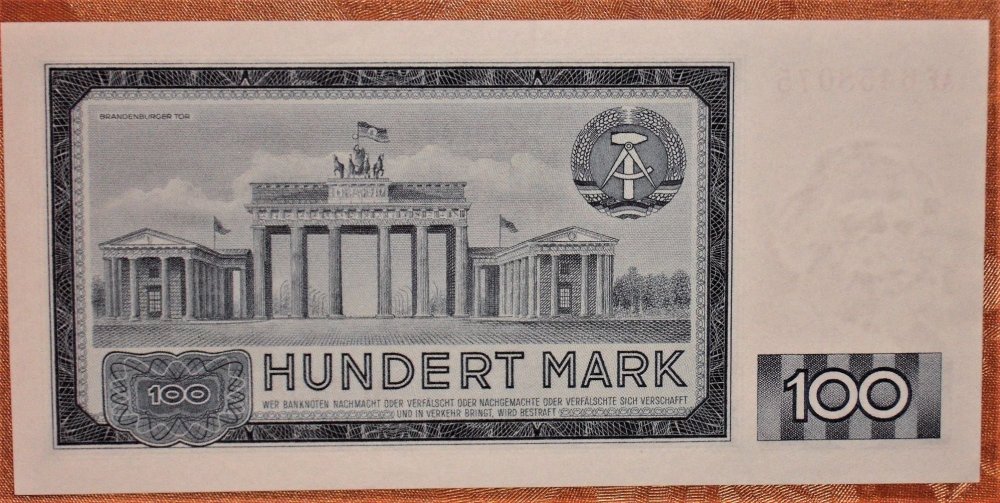 BRANDENBURGER TOR
100
HUNDERT MARK
WER BANKNOTEN NACHMACHT ODER VERFÄLSCHT ODER NACHGEMACHTE ODER VERFÄLSCHTE SICH VERSCHAFFT
UND IN VERKEHR BRINGT, WIRD BESTRAFT
100